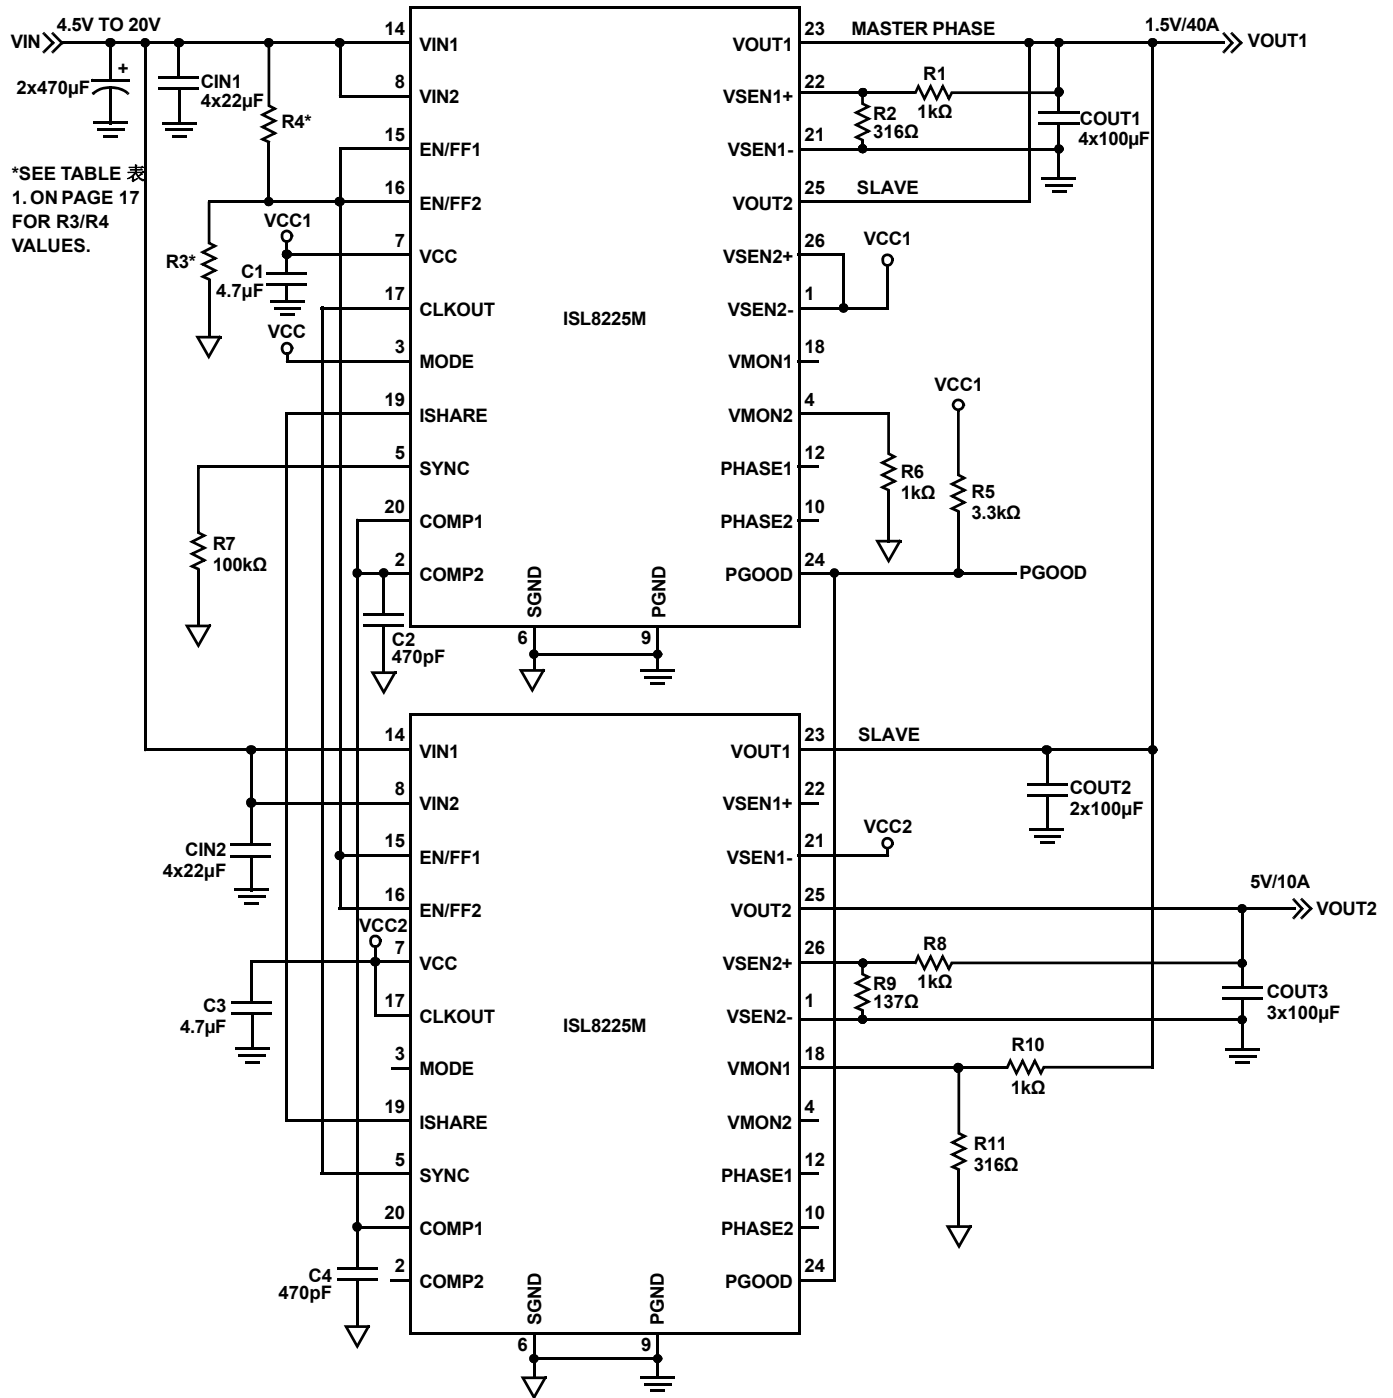 4.5V TO 20V
VIN
2x470µF
+
CIN1
4x22µF
R4*
*SEE TABLE 表
1. ON PAGE 17
FOR R3/R4
VALUES.
R3*
VCC1
C1
4.7µF
VCC
R7
100kΩ
C2
470pF
14
VIN1
8
VIN2
15
EN/FF1
16
EN/FF2
7
VCC
17
CLKOUT
3
MODE
19
ISHARE
5
SYNC
20
COMP1
2
COMP2
ISL8225M
SGND
6
PGND
9
VOUT1
23
MASTER PHASE
1.5V/40A
VOUT1
VSEN1+
22
R1
1kΩ
R2
316Ω
COUT1
4x100µF
VSEN1-
21
VOUT2
25
SLAVE
VSEN2+
26
VCC1
VSEN2-
1
VMON1
18
VMON2
4
VCC1
PHASE1
12
R6
1kΩ
R5
3.3kΩ
PHASE2
10
PGOOD
24
PGOOD
14
VIN1
8
VIN2
CIN2
4x22µF
15
EN/FF1
16
EN/FF2
VCC2
7
VCC
C3
4.7µF
17
CLKOUT
3
MODE
19
ISHARE
5
SYNC
20
COMP1
C4
470pF
2
COMP2
ISL8225M
SGND
6
PGND
9
VOUT1
23
SLAVE
COUT2
2x100µF
VSEN1+
22
VCC2
VSEN1-
21
5V/10A
VOUT2
25
VOUT2
VSEN2+
26
R8
1kΩ
R9
137Ω
COUT3
3x100µF
VSEN2-
1
VMON1
18
R10
1kΩ
VMON2
4
R11
316Ω
PHASE1
12
PHASE2
10
PGOOD
24